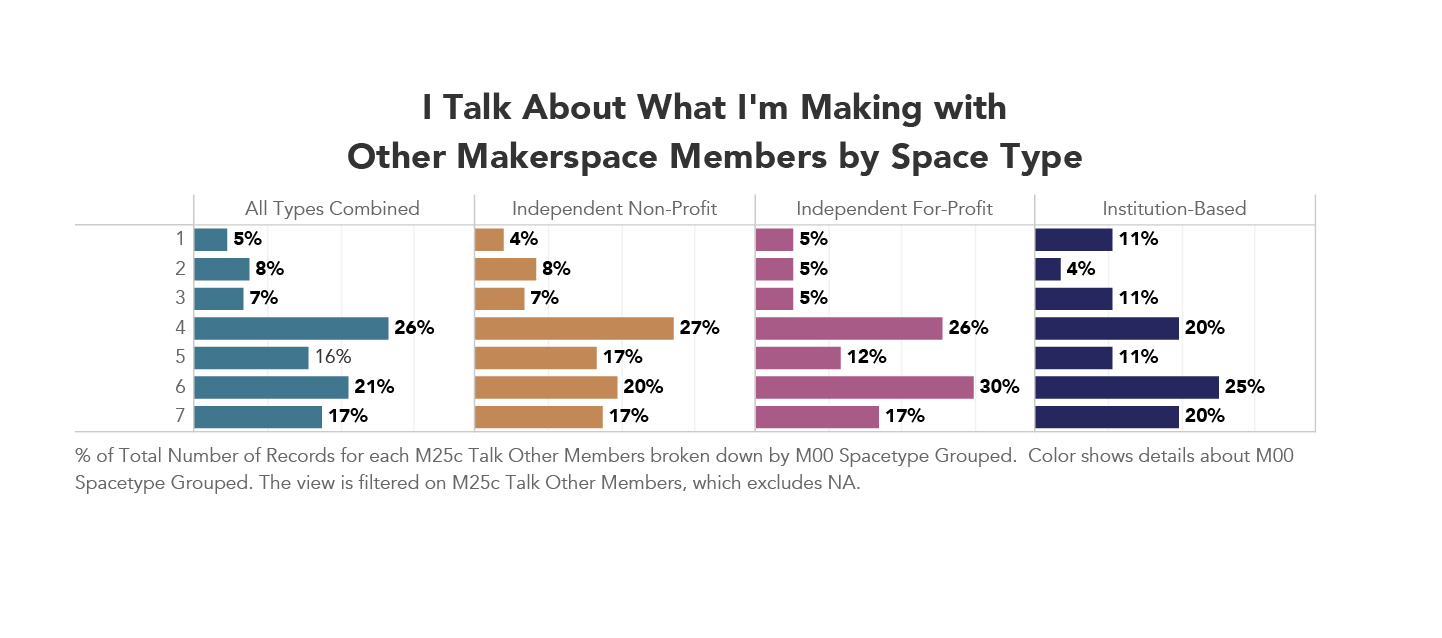 I Talk About What I'm Making with
Other Makerspace Members by Space Type
All Types Combined Independent Non-Profit Independent For-Profit Institution-Based
1 5% 4% 5% 11%
2 8% 8% 5% 4%
3 7% 7% 5% 11%
4 26% 27% 26% 20%
5 16% 17% 12% 11%
6 21% 20% 30% 25%
7 17% 17% 17% 20%
% of Total Number of Records for each M25c Talk Other Members broken down by M00 Spacetype Grouped.  Color shows details about M00
Spacetype Grouped. The view is filtered on M25c Talk Other Members, which excludes NA.